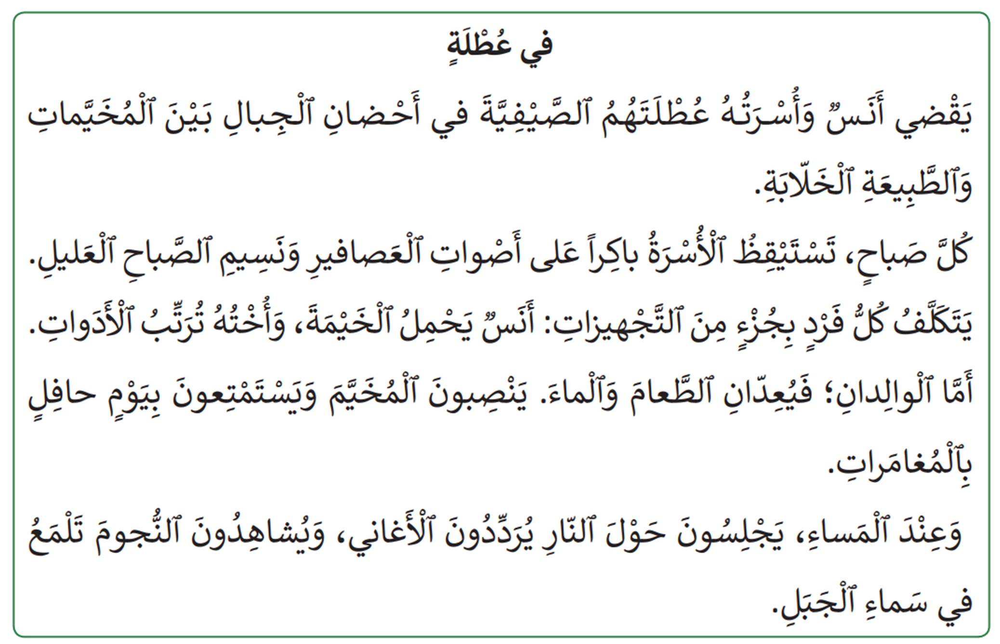 في عُطْلَةٍ
يَقْضي أَنَسٌ وَأُسْرَتُهُ عُطْلَتَهُمُ ٱلصَّيْفِيَّةَ في أَحْضانِ ٱلْجِبالِ بَيْنَ ٱلْمُخَيَّماتِ
وَٱلطَّبِيعَةِ ٱلْخَلّابَةِ.
كُلَّ صَباحٍ، تَسْتَيْقِظُ ٱلْأُسْرَةُ باكِراً عَلى أَصْواتِ ٱلْعَصافيرِ وَنَسِيمِ ٱلصَّباحِ ٱلْعَليلِ.
يَتَكَلَّفُ كُلُّ فَرْدٍ بِجُزْءٍ مِنَ ٱلتَّجْهيزاتِ: أَنَسٌ يَحْمِلُ ٱلْخَيْمَةَ، وَأُخْتُهُ تُرَتِّبُ ٱلْأَدَواتِ.
أَمَّا ٱلْوالِدانِ؛ فَيُعِدّانِ ٱلطَّعامَ وَٱلْماءَ. يَنْصِبونَ ٱلْمُخَيَّمَ وَيَسْتَمْتِعونَ بِيَوْمٍ حافِلٍ
بِٱلْمُغامَراتِ.
وَعِنْدَ ٱلْمَساءِ، يَجْلِسُونَ حَوْلَ ٱلنّارِ يُرَدِّدُونَ ٱلْأَغاني، وَيُشاهِدُونَ ٱلنُّجومَ تَلْمَعُ
في سَماءِ ٱلْجَبَلِ.